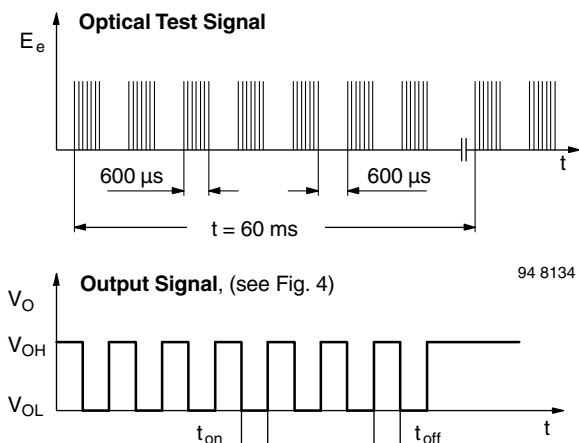 Optical Test Signal
Ee
t
600 µs 600 µs
t = 60 ms
94 8134
Output Signal, (see Fig. 4)
VO
VOH
VOL
ton toff t